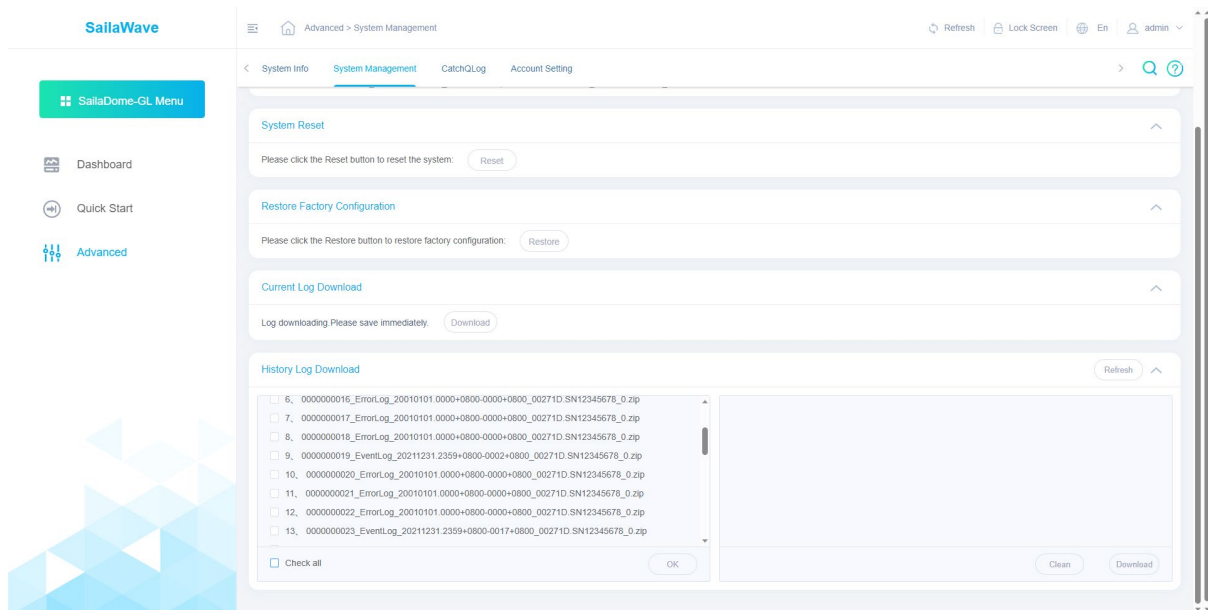 SailaWave
Advanced > System Management
Refresh
Lock Screen
En
admin
SailaDome-GL Menu
System Info
System Management
CatchQLog
Account Setting
System Reset
Please click the Reset button to reset the system:
Reset
Dashboard
Quick Start
Advanced
Restore Factory Configuration
Please click the Restore button to restore factory configuration:
Restore
Current Log Download
Log downloading.Please save immediately.
Download
History Log Download
Refresh
6、 0000000016_ErrorLog_20010101.0000+0800-0000+0800_00271D.SN12345678_0.zip
7、 0000000017_ErrorLog_20010101.0000+0800-0000+0800_00271D.SN12345678_0.zip
8、 0000000018_ErrorLog_20010101.0000+0800-0000+0800_00271D.SN12345678_0.zip
9、 0000000019_EventLog_20211231.2359+0800-0002+0800_00271D.SN12345678_0.zip
10、 0000000020_ErrorLog_20010101.0000+0800-0000+0800_00271D.SN12345678_0.zip
11、 0000000021_ErrorLog_20010101.0000+0800-0000+0800_00271D.SN12345678_0.zip
12、 0000000022_ErrorLog_20010101.0000+0800-0000+0800_00271D.SN12345678_0.zip
13、 0000000023_EventLog_20211231.2359+0800-0017+0800_00271D.SN12345678_0.zip
Check all
OK
Clean
Download